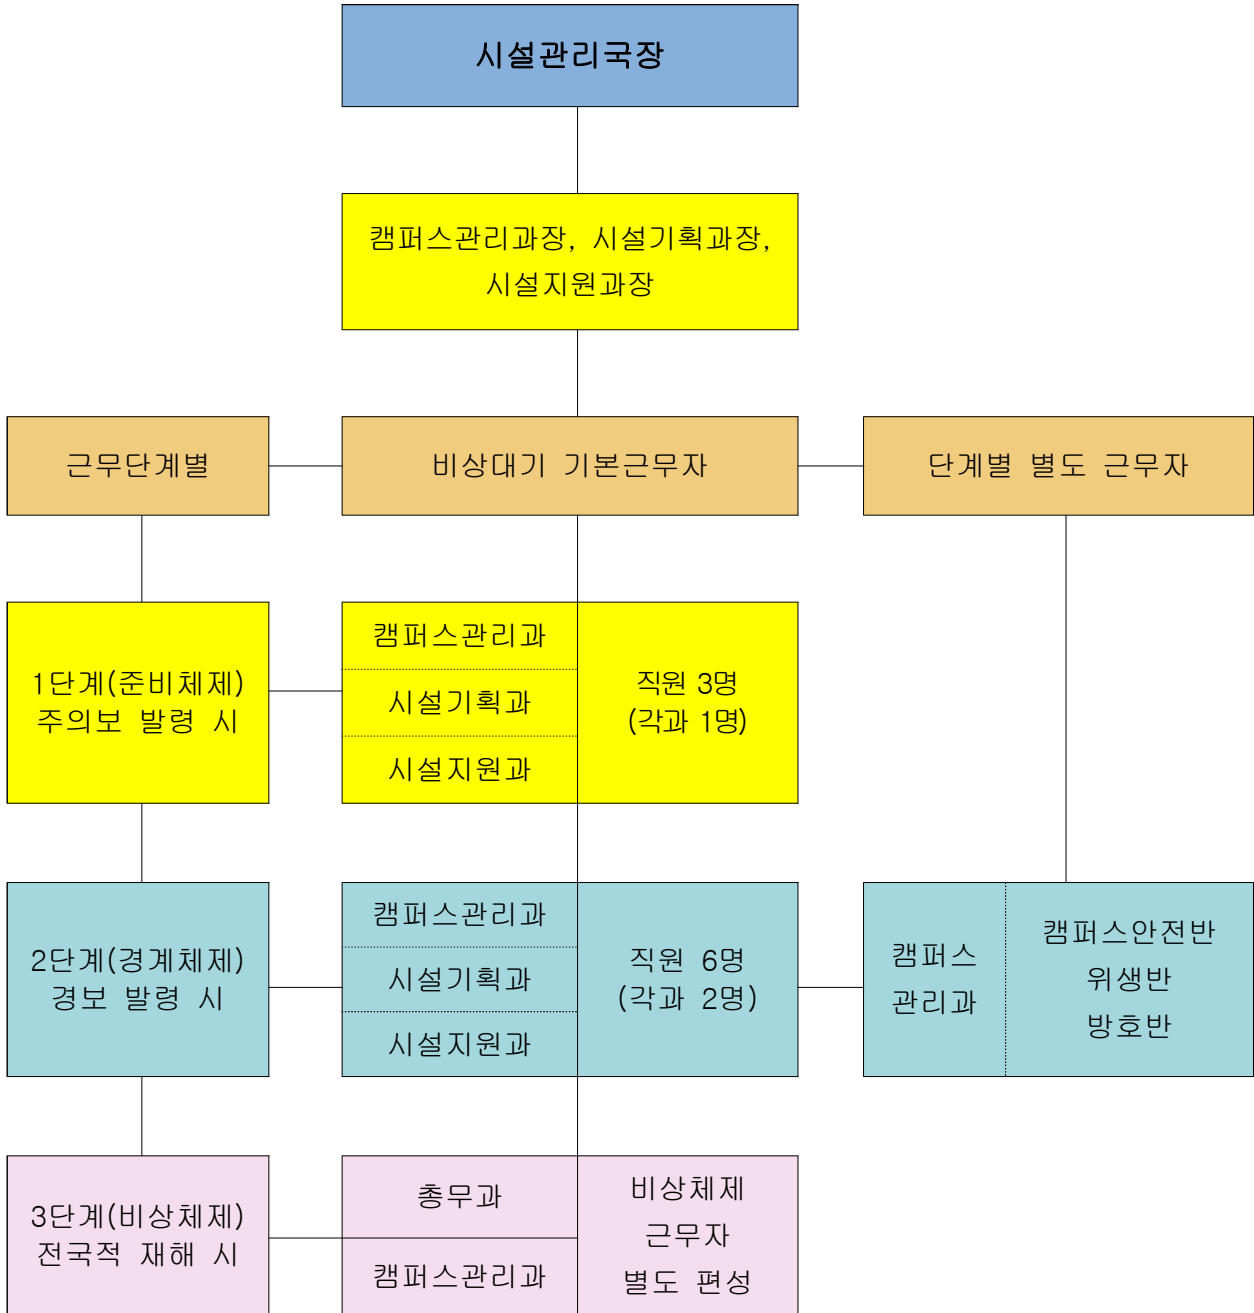 시설관리국장
캠퍼스관리과장, 시설기획과장,
시설지원과장
근무단계별
비상대기 기본근무자
단계별 별도 근무자
1단계(준비체제)
주의보 발령 시
캠퍼스관리과
시설기획과
시설지원과
직원 3명
(각과 1명)
2단계(경계체제)
경보 발령 시
캠퍼스관리과
시설기획과
시설지원과
직원 6명
(각과 2명)
캠퍼스
관리과
캠퍼스안전반
위생반
방호반
3단계(비상체제)
전국적 재해 시
총무과
캠퍼스관리과
비상체제
근무자
별도 편성